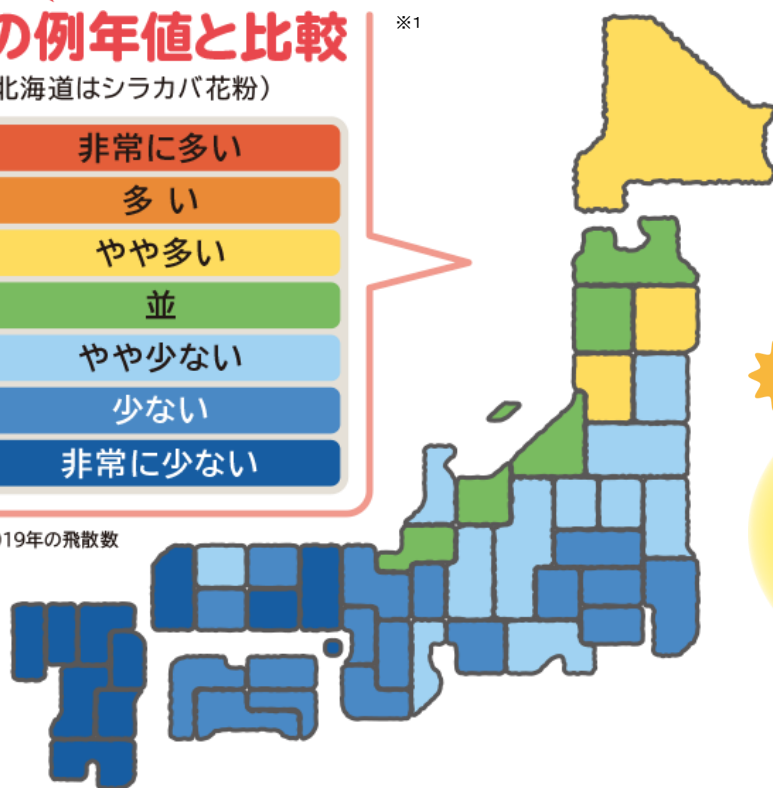 の例年値と比較
※1
北海道はシラカバ花粉）
非常に多い
多 い
やや多い
並
やや少ない
少ない
非常に少ない
019年の飛散数